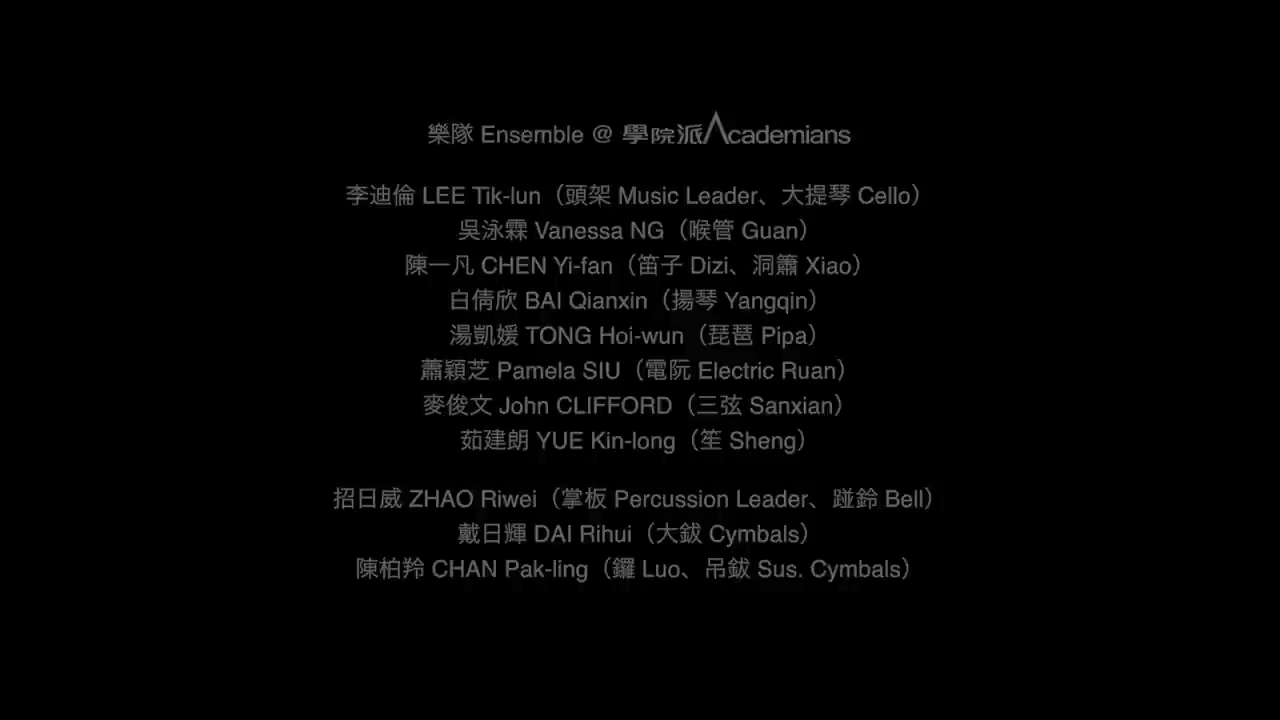 樂隊 Ensemble @ 學院派Academians
李迪倫 LEE Tik-lun（頭架 Music Leader、大提琴 Cello）
吳泳霖 Vanessa NG（喉管 Guan）
陳一凡 CHEN Yi-fan（笛子 Dizi、洞簫 Xiao）
白倩欣 BAI Qianxin（揚琴 Yangqin）
湯凱媛 TONG Hoi-wun（琵琶 Pipa）
蕭穎芝 Pamela SIU（電阮 Electric Ruan）
麥俊文 John CLIFFORD（三弦 Sanxian）
茹建朗 YUE Kin-long（笙 Sheng）
招日威 ZHAO Riwei（掌板 Percussion Leader、踫鈴 Bell）
戴日輝 DAI Rihui（大鈸 Cymbals）
陳柏羚 CHAN Pak-ling（鑼 Luo、吊鈸 Sus. Cymbals）